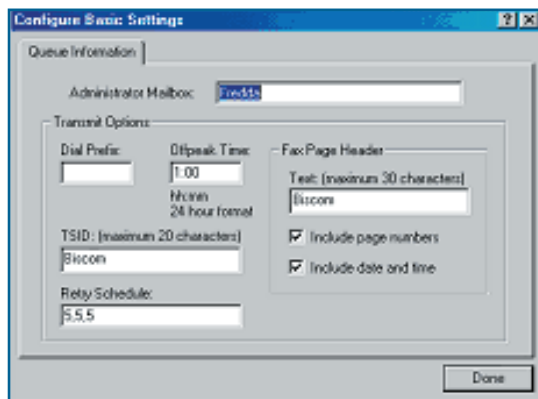 Configure Basic Settings
Queue Information
Administrator Mailbox: Fredda
Transmit Options
Dial Prefix:
Offpeak Time:
1:00
hh:mm
24 hour format
TSID: (maximum 20 characters)
Biscom
Retry Schedule:
5,5,5
Fax Page Header
Text: (maximum 30 characters)
Biscom
Include page numbers
Include date and time
Done